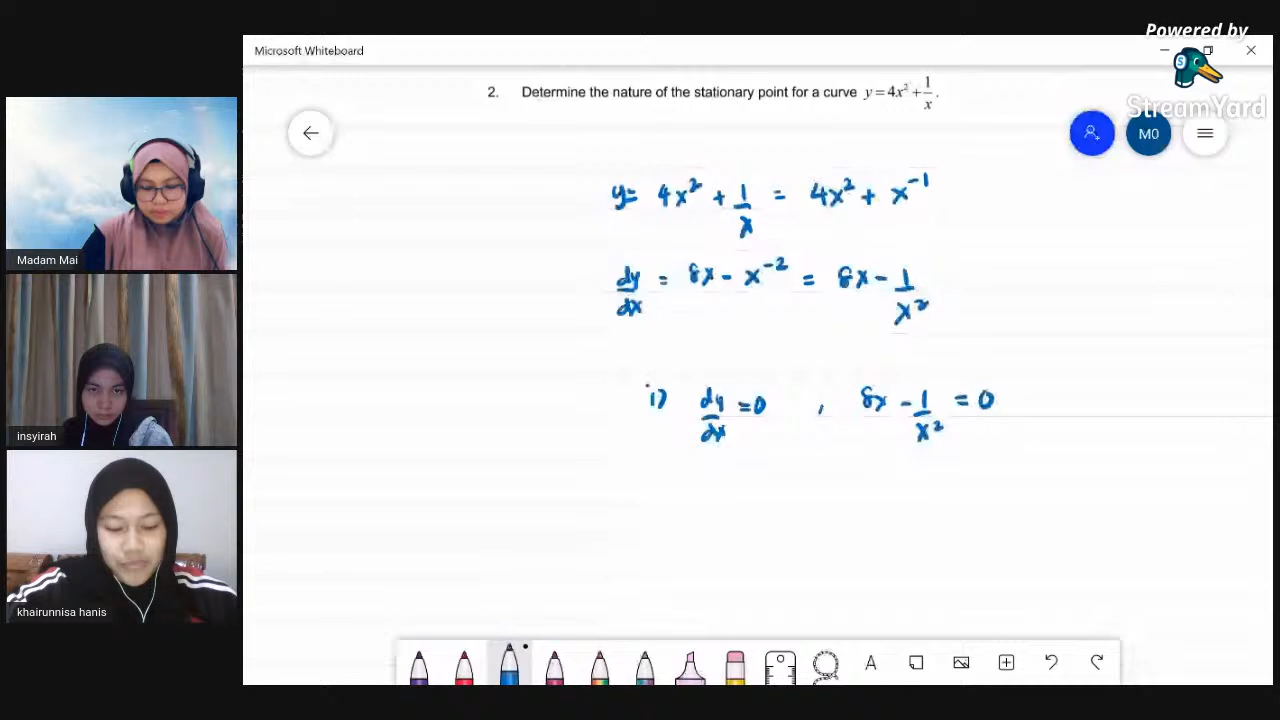 Powered by
StreamYard
Microsoft Whiteboard
2. Determine the nature of the stationary point for a curve y = 4x² + 1/x .
M0
y = 4x² + 1/x = 4x² + x⁻¹
dy/dx = 8x - x⁻² = 8x - 1/x²
i) dy/dx = 0 , 8x - 1/x² = 0
Madam Mai
insyirah
khairunnisa hanis
A